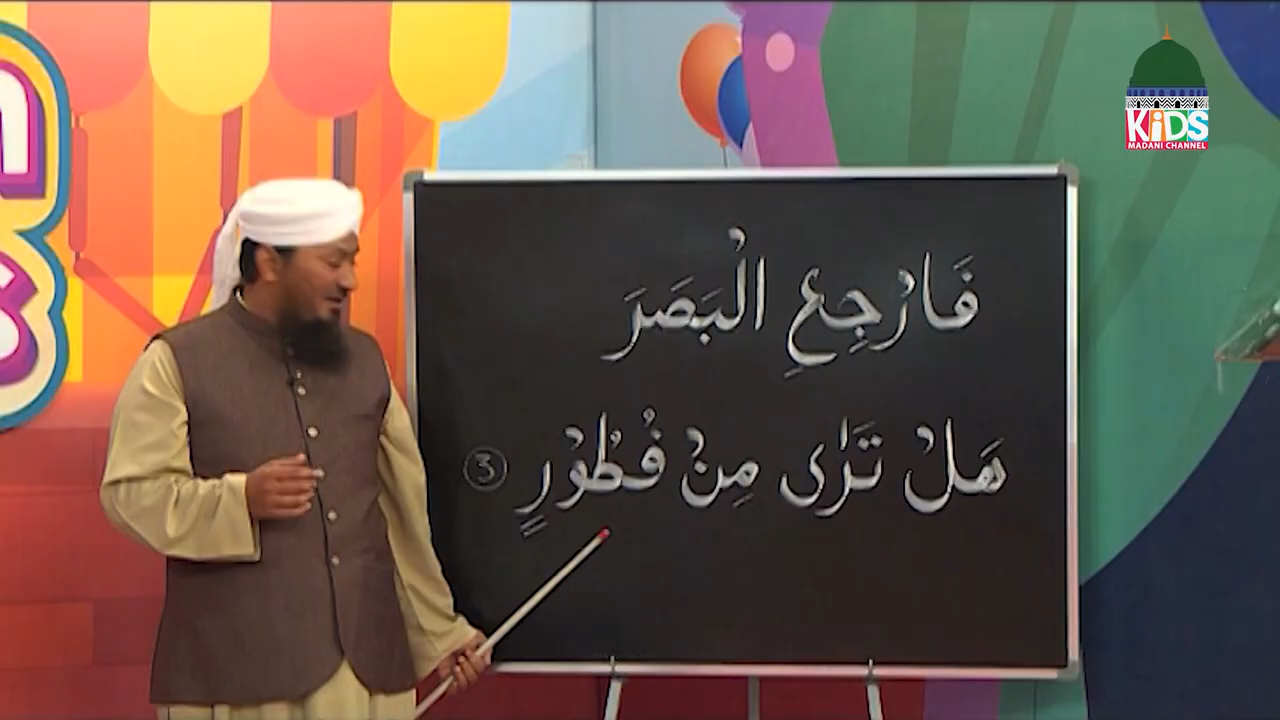 KiDS
MADANI CHANNEL
فَارْجِعِ الْبَصَرَ
هَلْ تَرٰى مِنْ فُطُوْرٍ ③